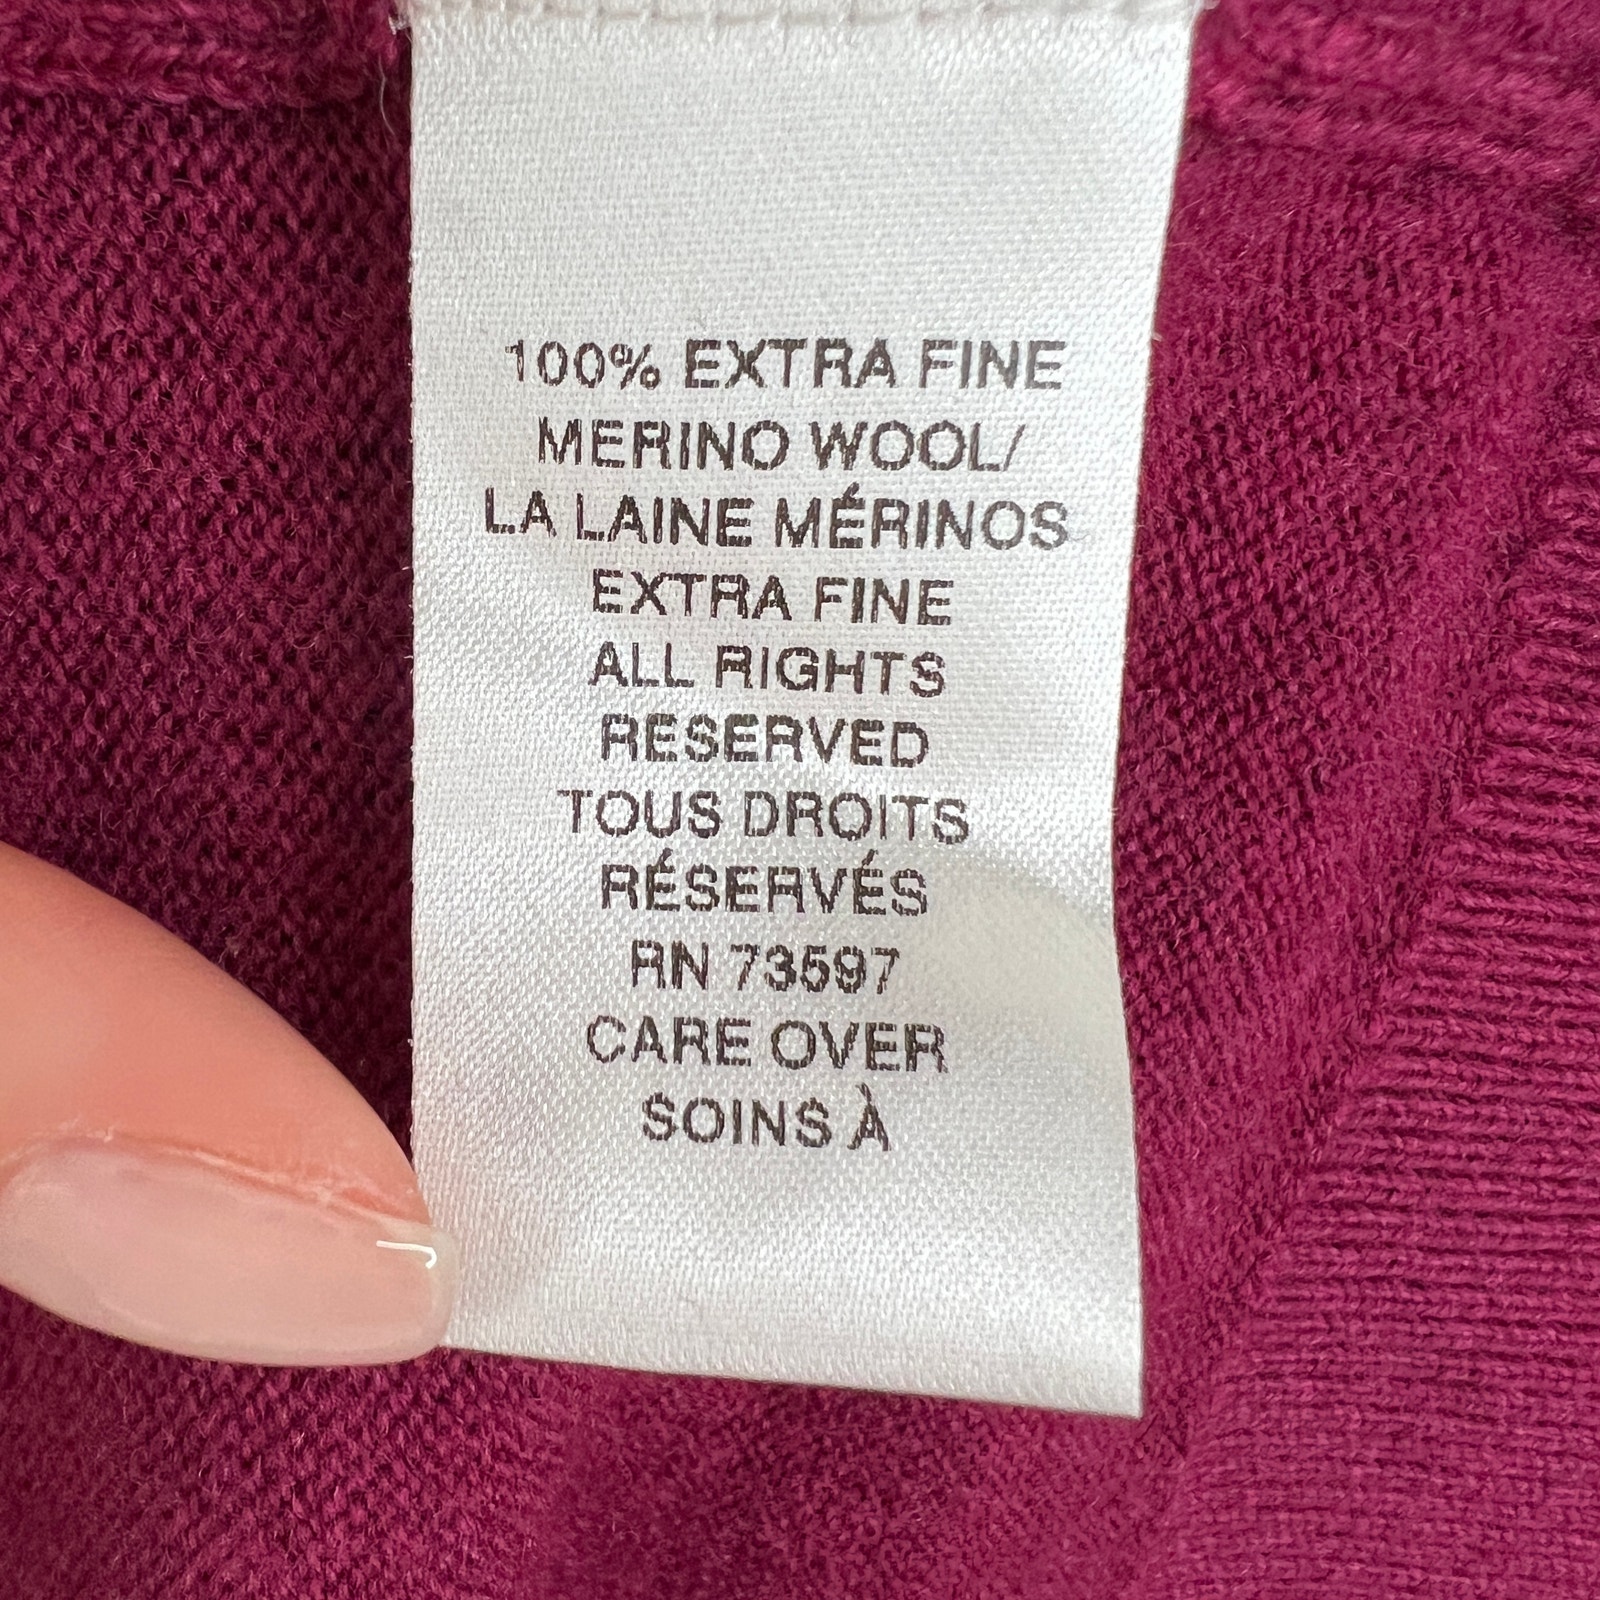 100% EXTRA FINE
MERINO WOOL/
LA LAINE MÉRINOS
EXTRA FINE
ALL RIGHTS
RESERVED
TOUS DROITS
RÉSERVÉS
RN 73597
CARE OVER
SOINS À